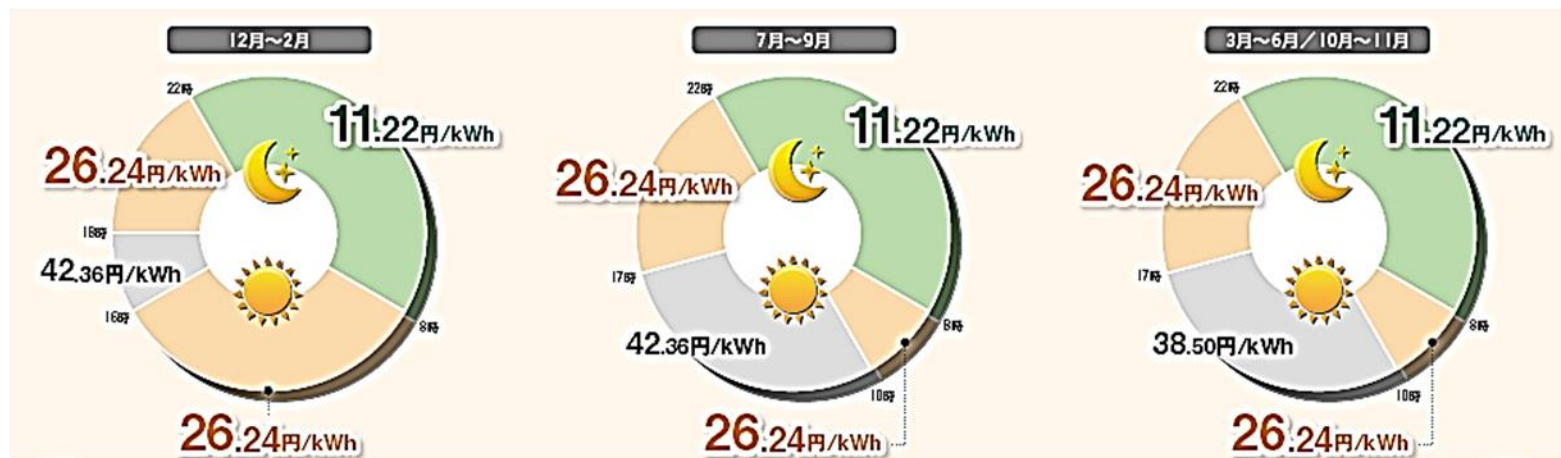 12月～2月
22時
11.22円/kWh
26.24円/kWh
18時
42.36円/kWh
16時
8時
26.24円/kWh
7月～9月
22時
11.22円/kWh
26.24円/kWh
17時
42.36円/kWh
8時
10時
26.24円/kWh
3月～6月／10月～11月
22時
11.22円/kWh
26.24円/kWh
17時
38.50円/kWh
8時
10時
26.24円/kWh